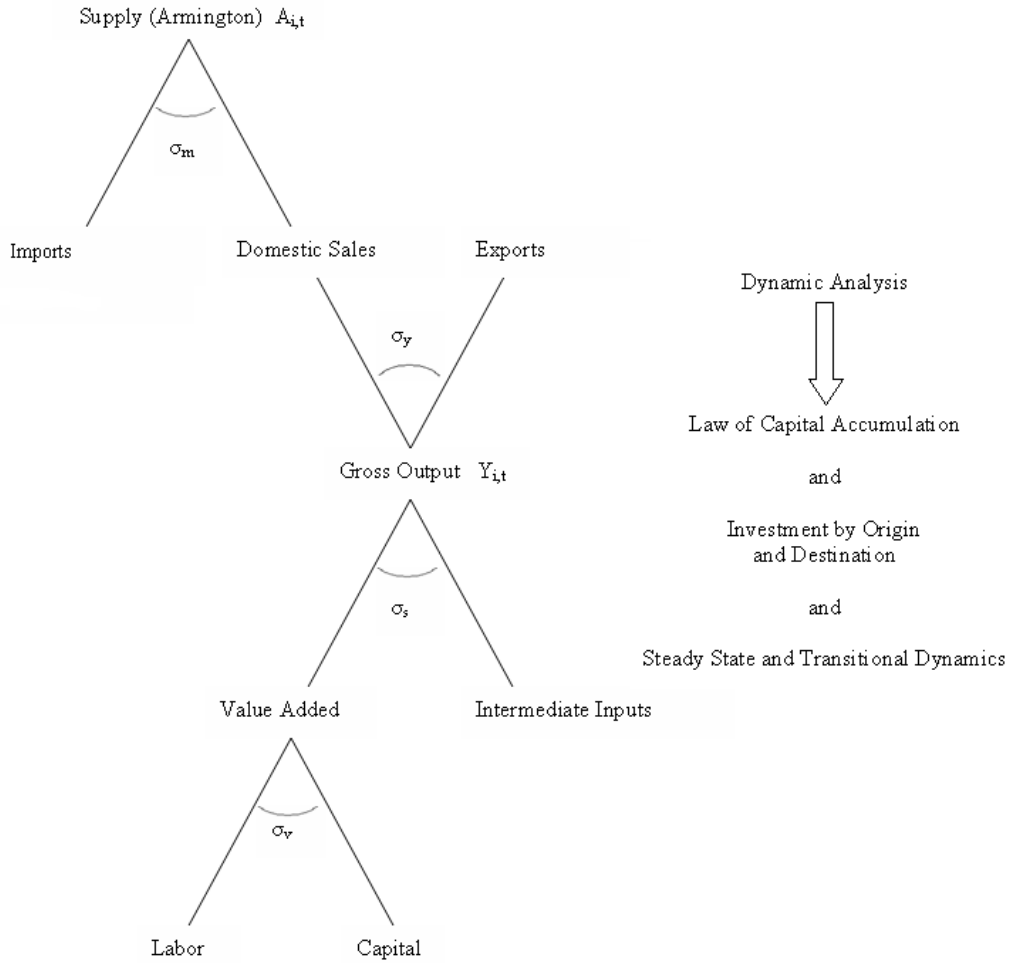 Supply (Armington) A_{i,t}
σ_m
Imports
Domestic Sales
Exports
σ_y
Gross Output Y_{i,t}
σ_s
Value Added
Intermediate Inputs
σ_v
Labor
Capital
Dynamic Analysis
Law of Capital Accumulation
and
Investment by Origin
and Destination
and
Steady State and Transitional Dynamics